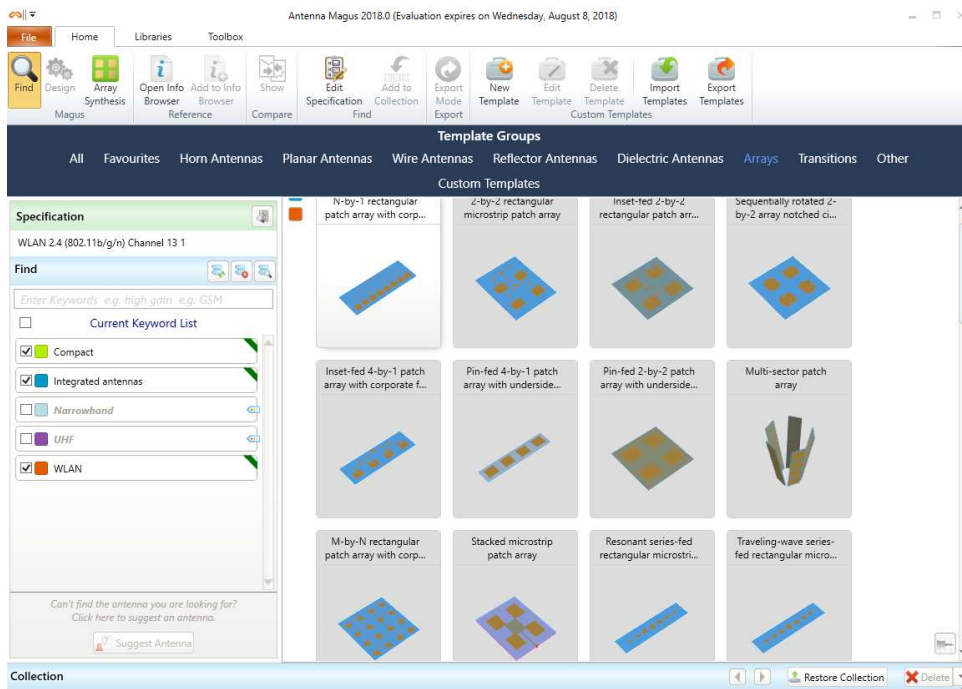 Antenna Magus 2018.0 (Evaluation expires on Wednesday, August 8, 2018)
File Home Libraries Toolbox
Find Design Array Synthesis Open Info Browser Add to Info Browser Show Edit Specification Add to Collection Export Mode New Template Edit Template Delete Template Import Templates Export Templates
Magus Reference Compare Find Export Custom Templates
Template Groups
All Favourites Horn Antennas Planar Antennas Wire Antennas Reflector Antennas Dielectric Antennas Arrays Transitions Other
Custom Templates
Specification
WLAN 2.4 (802.11b/g/n) Channel 13 1
Find
Enter Keywords e.g. high gain e.g. GSM
Current Keyword List
Compact
Integrated antennas
Narrowband
UHF
WLAN
Can't find the antenna you are looking for?
Click here to suggest an antenna.
Suggest Antenna
N-by-1 rectangular
patch array with corp...
2-by-2 rectangular
microstrip patch array
Inset-fed 2-by-2
rectangular patch arr...
Sequentially rotated 2-
by-2 array notched ci...
Inset-fed 4-by-1 patch
array with corporate f...
Pin-fed 4-by-1 patch
array with underside...
Pin-fed 2-by-2 patch
array with underside...
Multi-sector patch
array
M-by-N rectangular
patch array with corp...
Stacked microstrip
patch array
Resonant series-fed
rectangular microstri...
Traveling-wave series-
fed rectangular micro...
Collection
Restore Collection
Delete